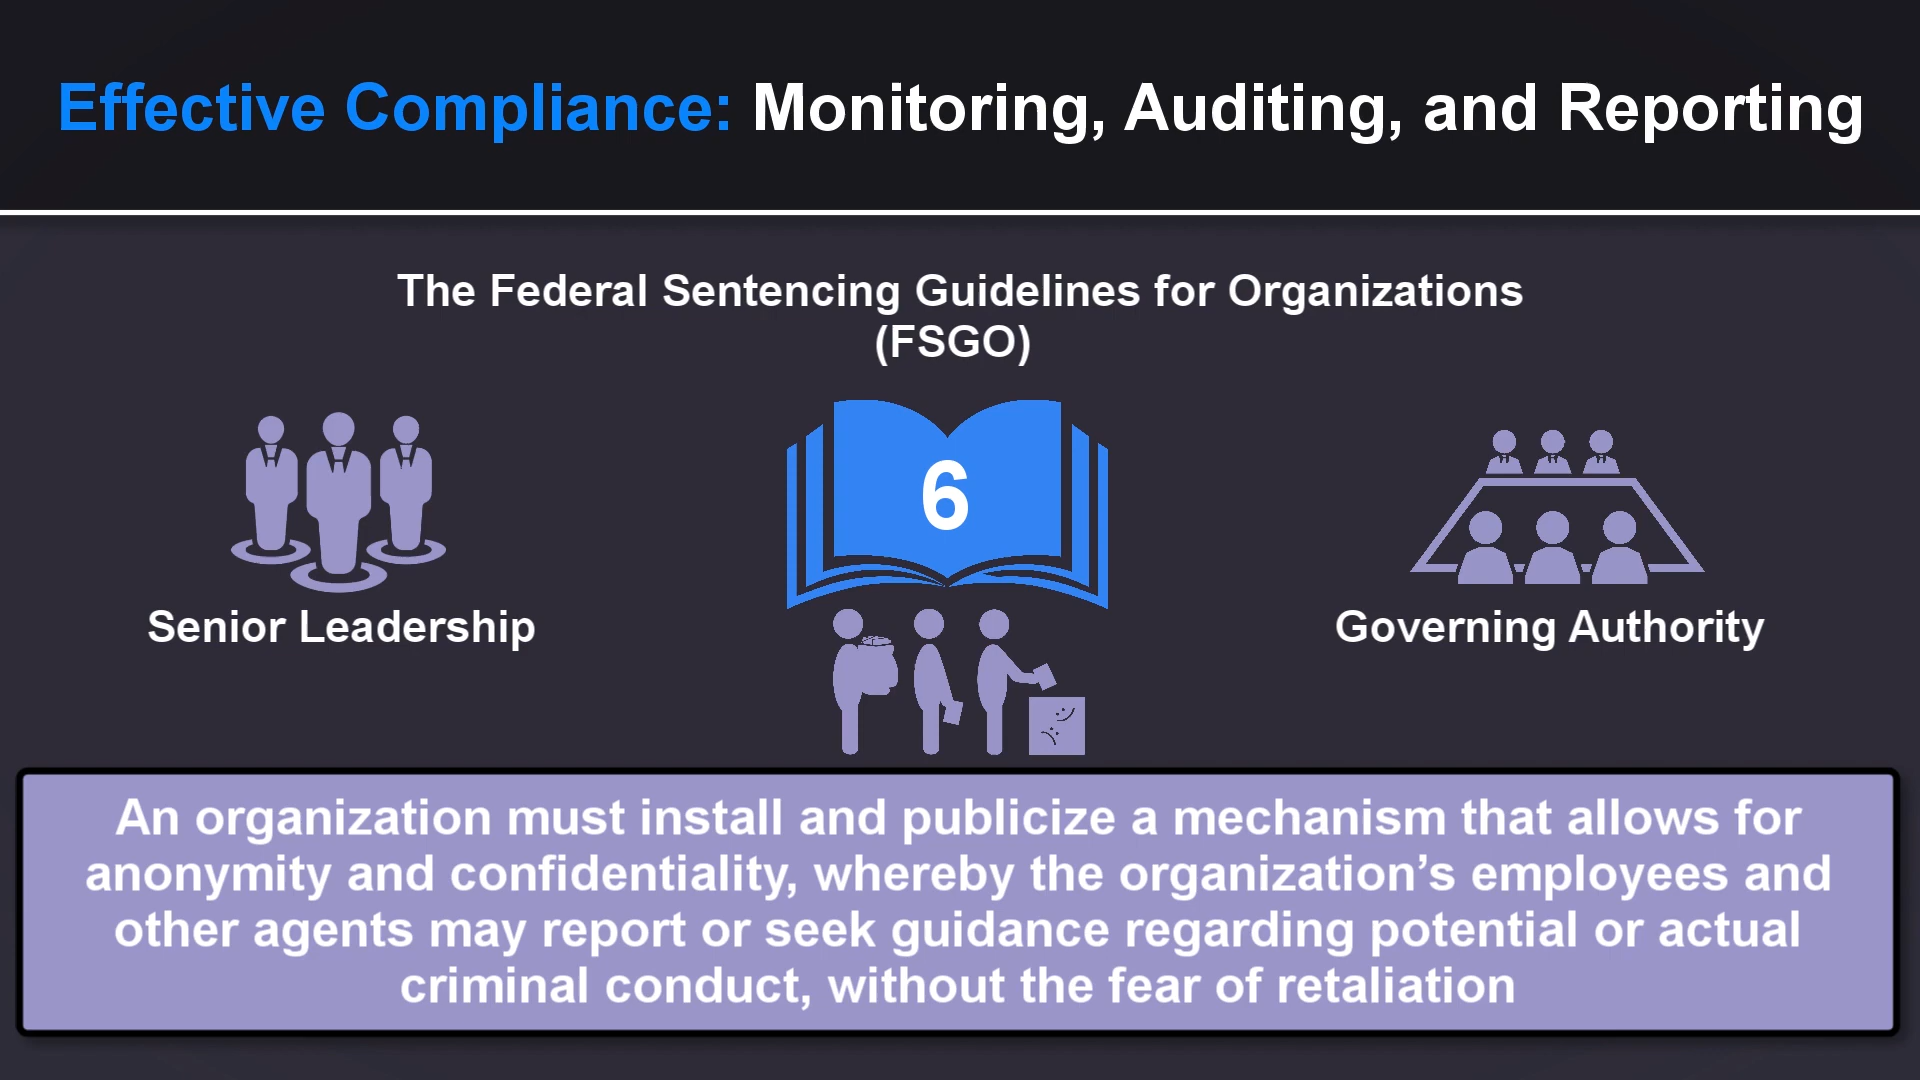 Effective Compliance: Monitoring, Auditing, and Reporting
The Federal Sentencing Guidelines for Organizations
(FSGO)
6
Senior Leadership
Governing Authority
An organization must install and publicize a mechanism that allows for
anonymity and confidentiality, whereby the organization’s employees and
other agents may report or seek guidance regarding potential or actual
criminal conduct, without the fear of retaliation